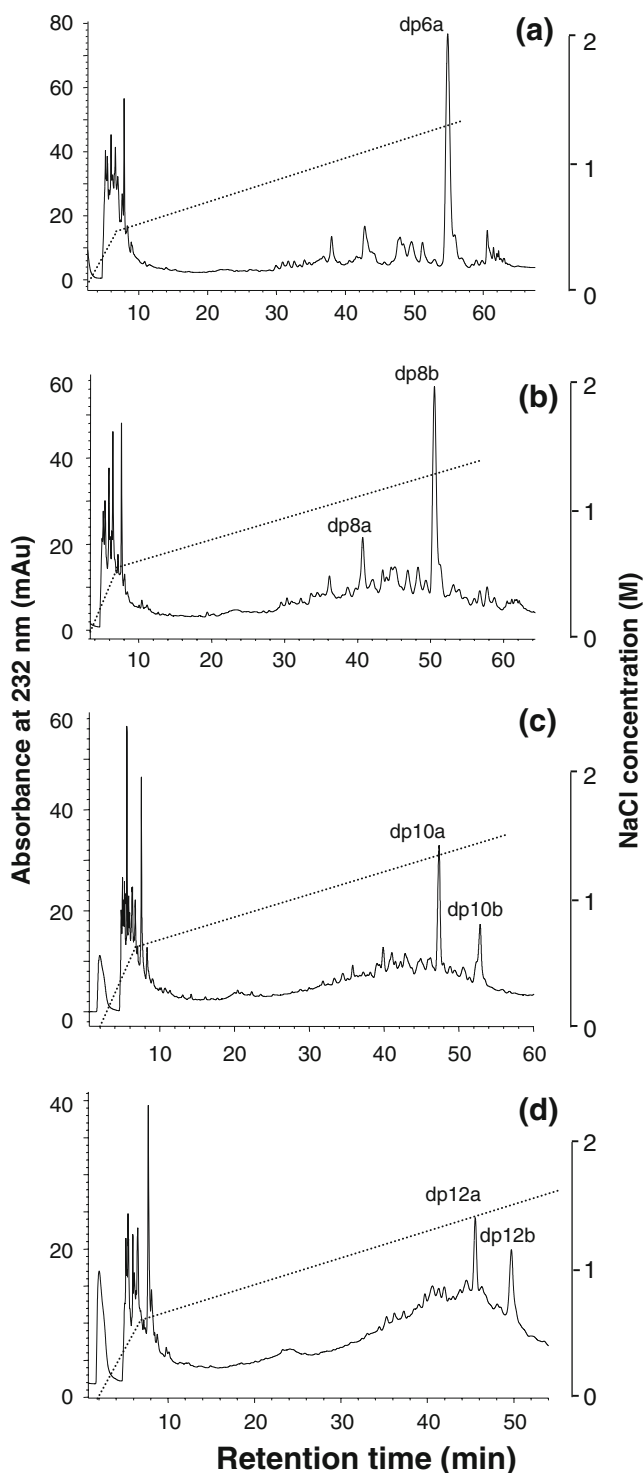 Absorbance at 232 nm (mAu)
NaCl concentration (M)
(a)
dp6a
80
60
40
20
0
2
1
0
10 20 30 40 50 60
(b)
dp8b
dp8a
60
40
20
0
2
1
0
10 20 30 40 50 60
(c)
dp10a
dp10b
60
40
20
0
2
1
0
10 20 30 40 50 60
(d)
dp12a
dp12b
40
20
0
2
1
0
10 20 30 40 50
Retention time (min)